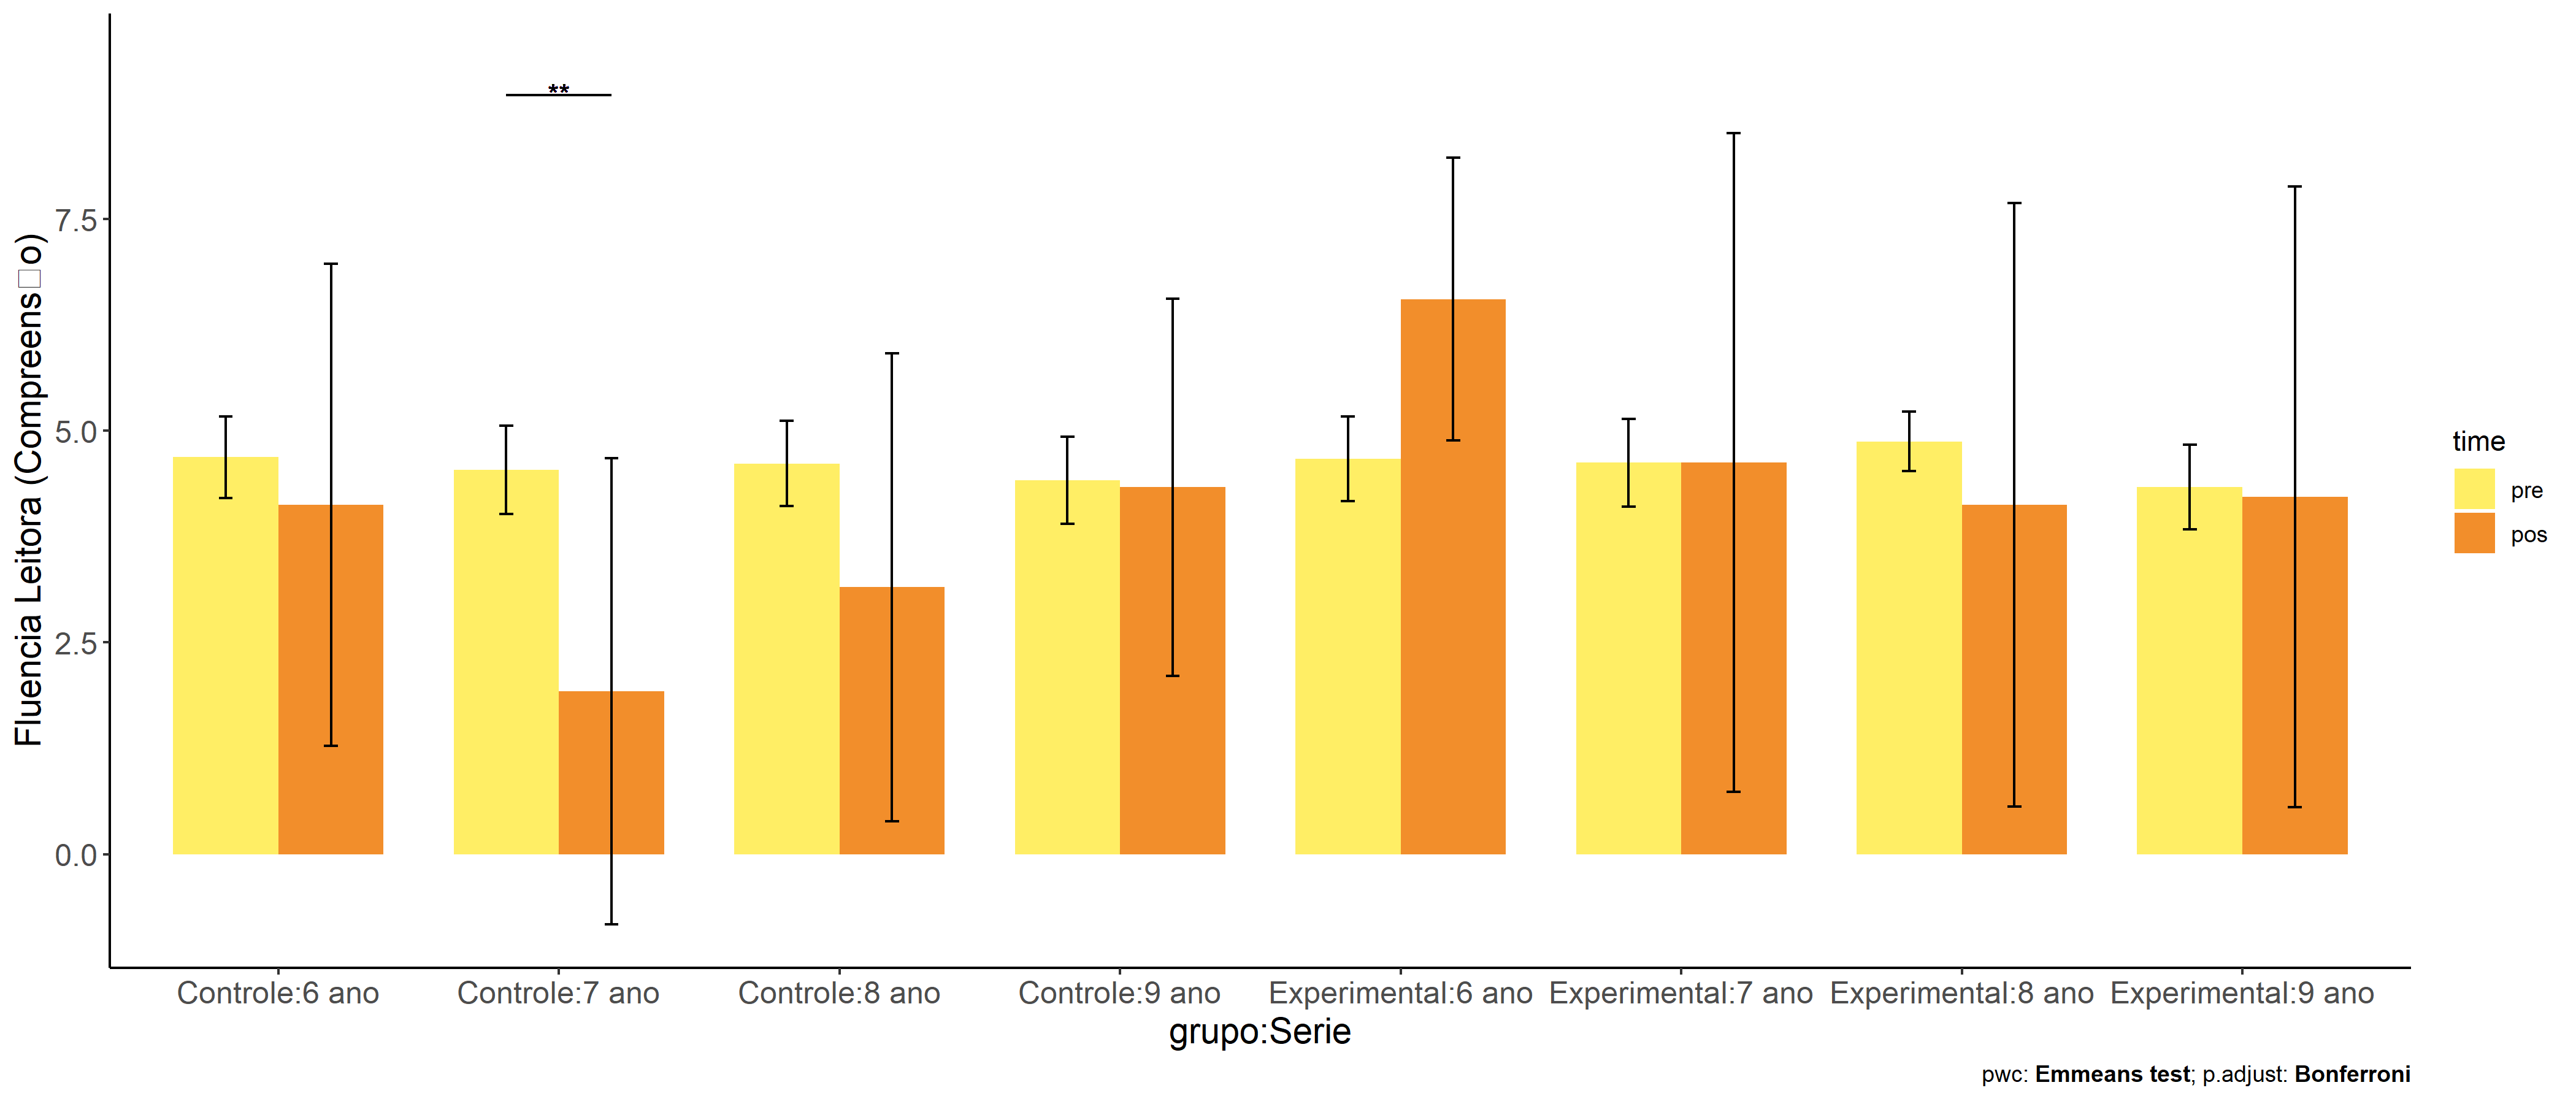 **
7.5
5.0
2.5
0.0
Fluencia Leitora (Compreens□o)
Controle:6 ano
Controle:7 ano
Controle:8 ano
Controle:9 ano
Experimental:6 ano
Experimental:7 ano
Experimental:8 ano
Experimental:9 ano
grupo:Serie
time
pre
pos
pwc: Emmeans test; p.adjust: Bonferroni